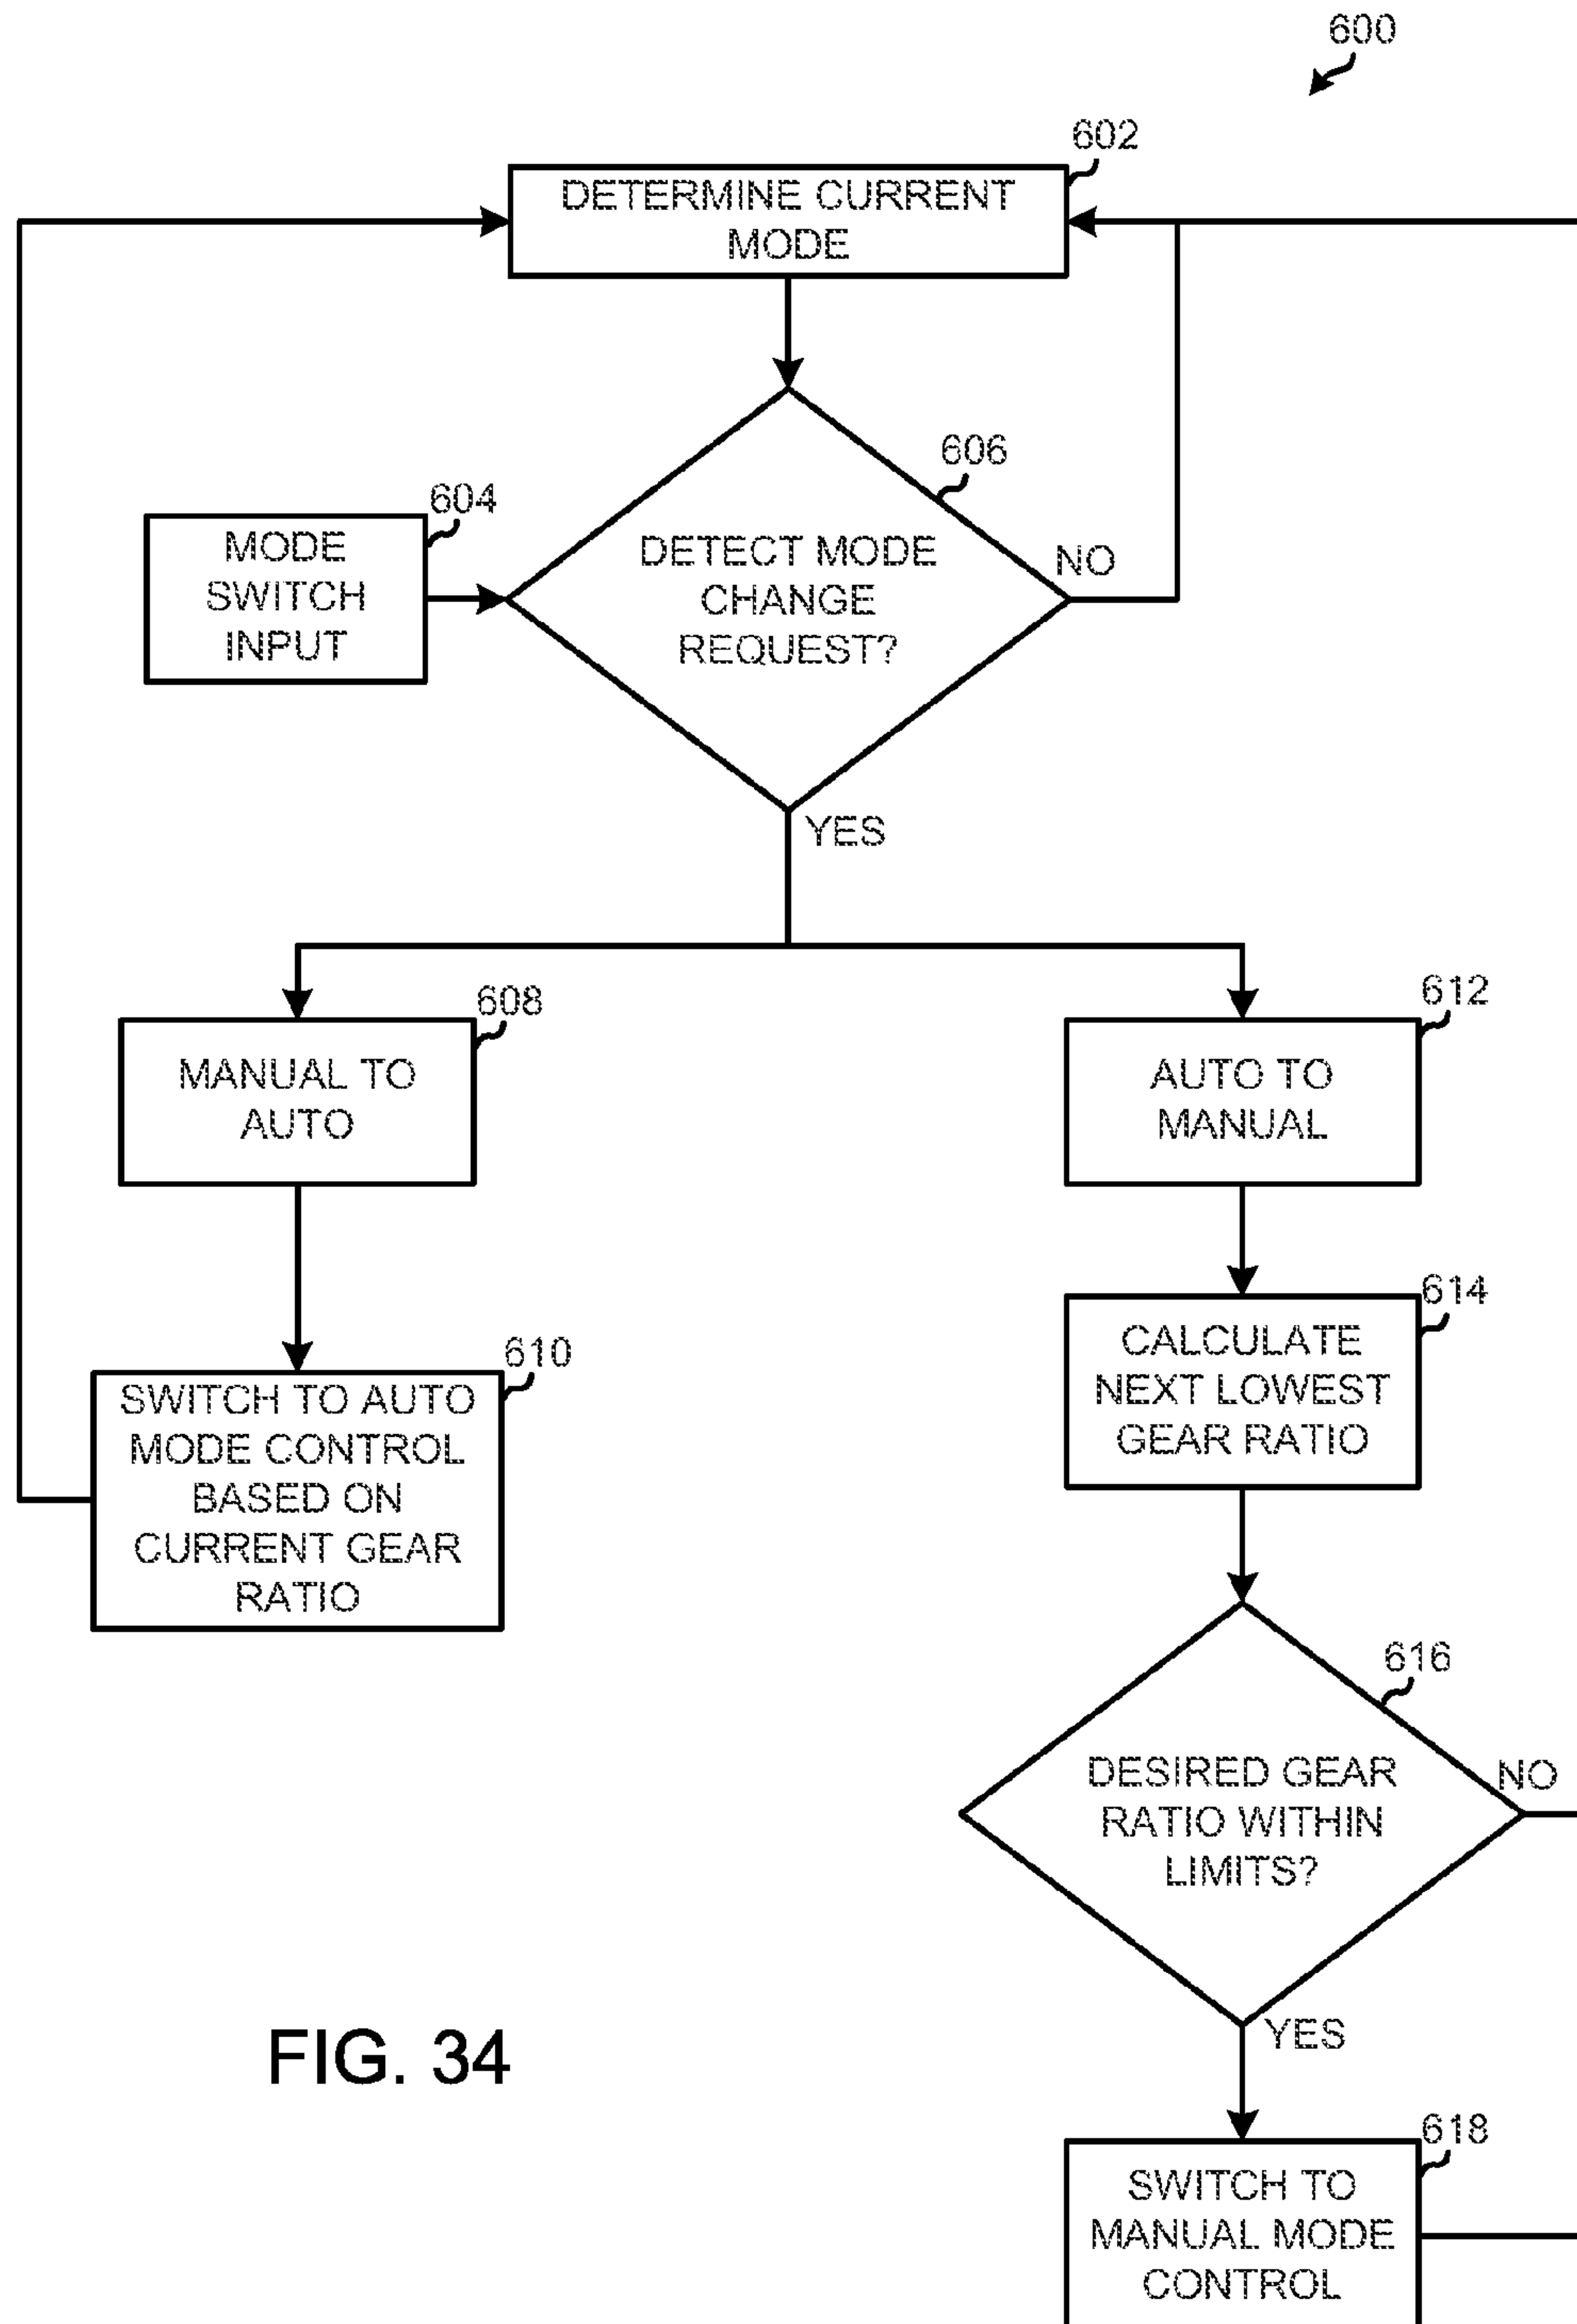 600
602
DETERMINE CURRENT
MODE
606
604
MODE
SWITCH
INPUT
DETECT MODE
CHANGE
REQUEST?
NO
YES
608
MANUAL TO
AUTO
612
AUTO TO
MANUAL
610
SWITCH TO AUTO
MODE CONTROL
BASED ON
CURRENT GEAR
RATIO
614
CALCULATE
NEXT LOWEST
GEAR RATIO
616
DESIRED GEAR
RATIO WITHIN
LIMITS?
NO
YES
618
SWITCH TO
MANUAL MODE
CONTROL
FIG. 34